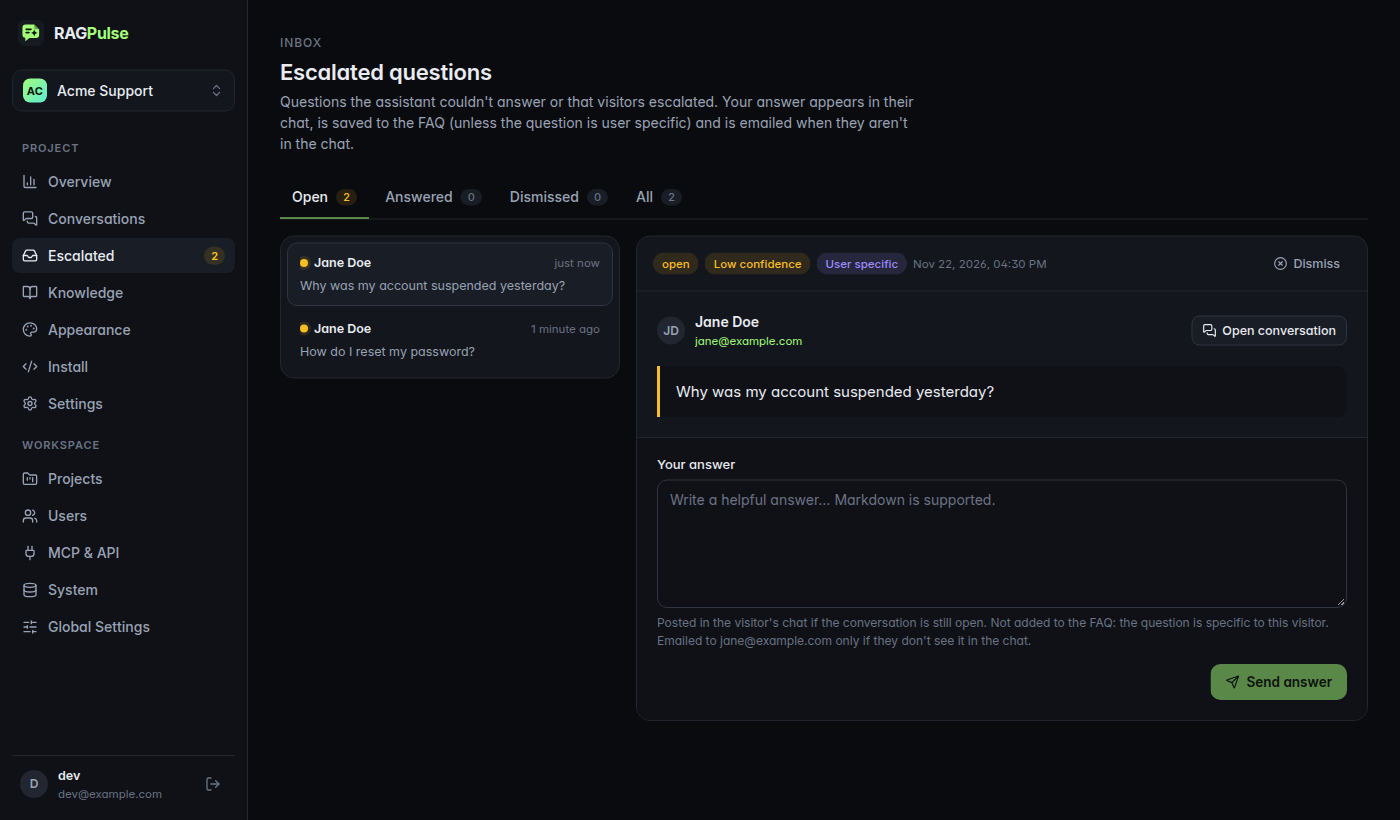 RAGPulse
AC Acme Support
PROJECT
Overview
Conversations
Escalated 2
Knowledge
Appearance
Install
Settings
WORKSPACE
Projects
Users
MCP & API
System
Global Settings
D dev
dev@example.com
INBOX
Escalated questions
Questions the assistant couldn't answer or that visitors escalated. Your answer appears in their
chat, is saved to the FAQ (unless the question is user specific) and is emailed when they aren't
in the chat.
Open 2 Answered 0 Dismissed 0 All 2
Jane Doe just now
Why was my account suspended yesterday?
Jane Doe 1 minute ago
How do I reset my password?
open Low confidence User specific Nov 22, 2026, 04:30 PM Dismiss
JD Jane Doe
jane@example.com
Open conversation
Why was my account suspended yesterday?
Your answer
Write a helpful answer... Markdown is supported.
Posted in the visitor's chat if the conversation is still open. Not added to the FAQ: the question is specific to this visitor.
Emailed to jane@example.com only if they don't see it in the chat.
Send answer